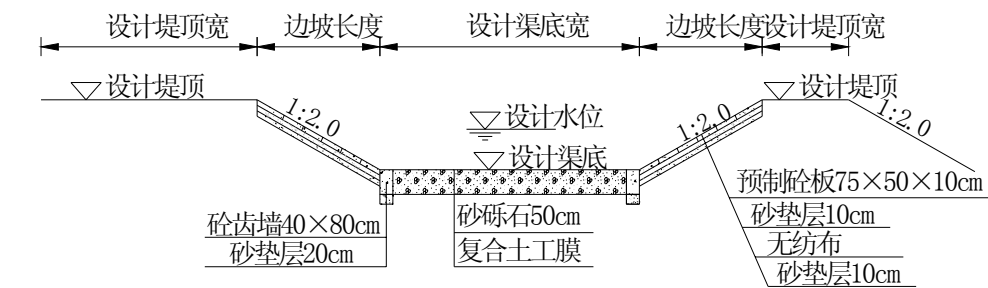 设计堤顶宽 边坡长度 设计渠底宽 边坡长度 设计堤顶宽
设计堤顶 设计堤顶
1:2.0 设计水位 1:2.0 1:2.0
设计渠底
预制砼板75×50×10cm
砼齿墙40×80cm 砂砾石50cm 砂垫层10cm
砂垫层20cm 复合土工膜 无纺布
砂垫层10cm